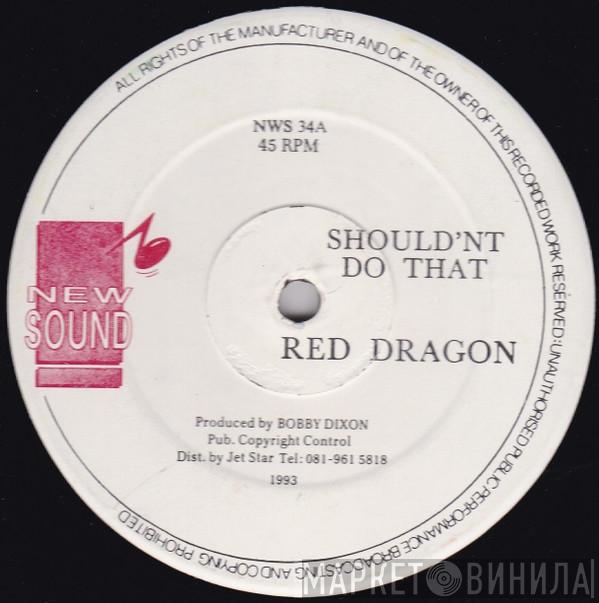 ALL RIGHTS OF THE MANUFACTURER AND OF THE OWNER OF THIS RECORDED WORK RESERVED : UNAUTHORISED PUBLIC PERFORMANCE BROADCASTING AND COPYING PROHIBITED
NWS 34A
45 RPM
NEW
SOUND
SHOULD'NT
DO THAT
RED DRAGON
Produced by BOBBY DIXON
Pub. Copyright Control
Dist. by Jet Star Tel: 081-961 5818
1993
МАРКЕТ ВИНИЛА